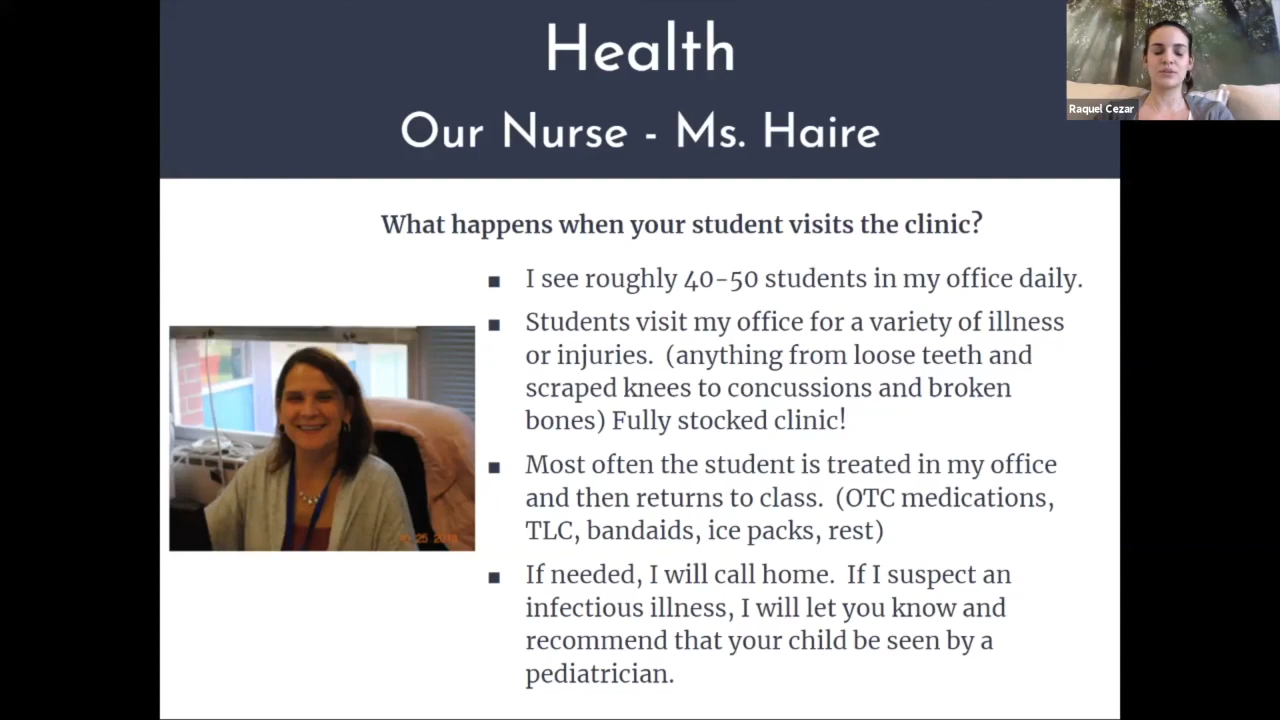 Health
Our Nurse - Ms. Haire
Raquel Cezar
What happens when your student visits the clinic?
▪ I see roughly 40-50 students in my office daily.
▪ Students visit my office for a variety of illness
or injuries. (anything from loose teeth and
scraped knees to concussions and broken
bones) Fully stocked clinic!
▪ Most often the student is treated in my office
and then returns to class. (OTC medications,
TLC, bandaids, ice packs, rest)
▪ If needed, I will call home. If I suspect an
infectious illness, I will let you know and
recommend that your child be seen by a
pediatrician.